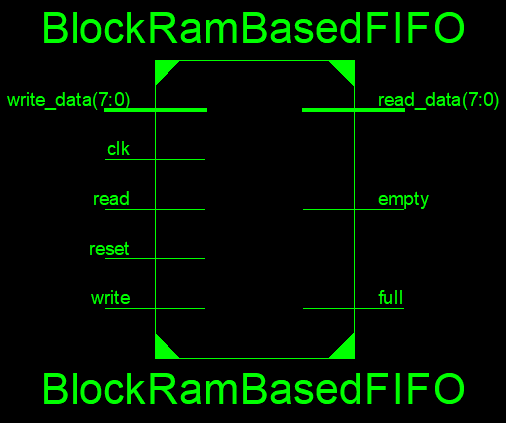 BlockRamBasedFIFO
write_data(7:0)
read_data(7:0)
clk
read
empty
reset
write
full
BlockRamBasedFIFO